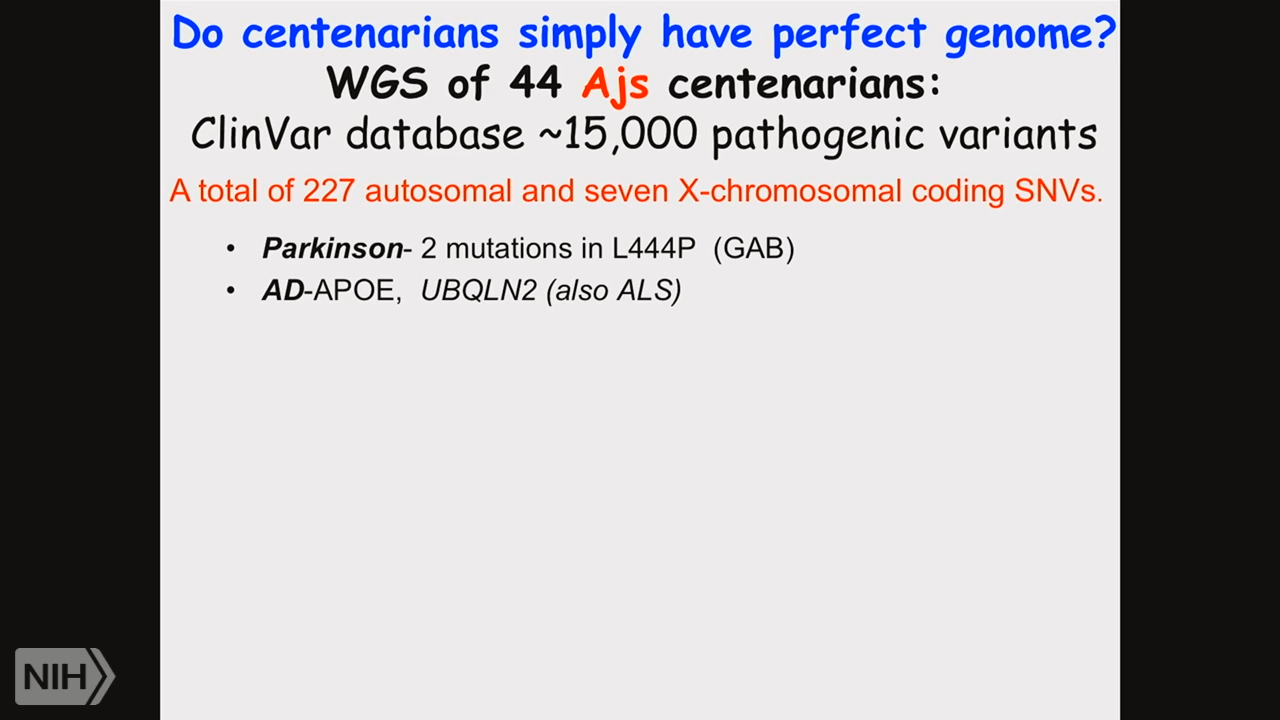 Do centenarians simply have perfect genome?
WGS of 44 Ajs centenarians:
ClinVar database ~15,000 pathogenic variants
A total of 227 autosomal and seven X-chromosomal coding SNVs.
• Parkinson- 2 mutations in L444P (GAB)
• AD-APOE, UBQLN2 (also ALS)
NIH